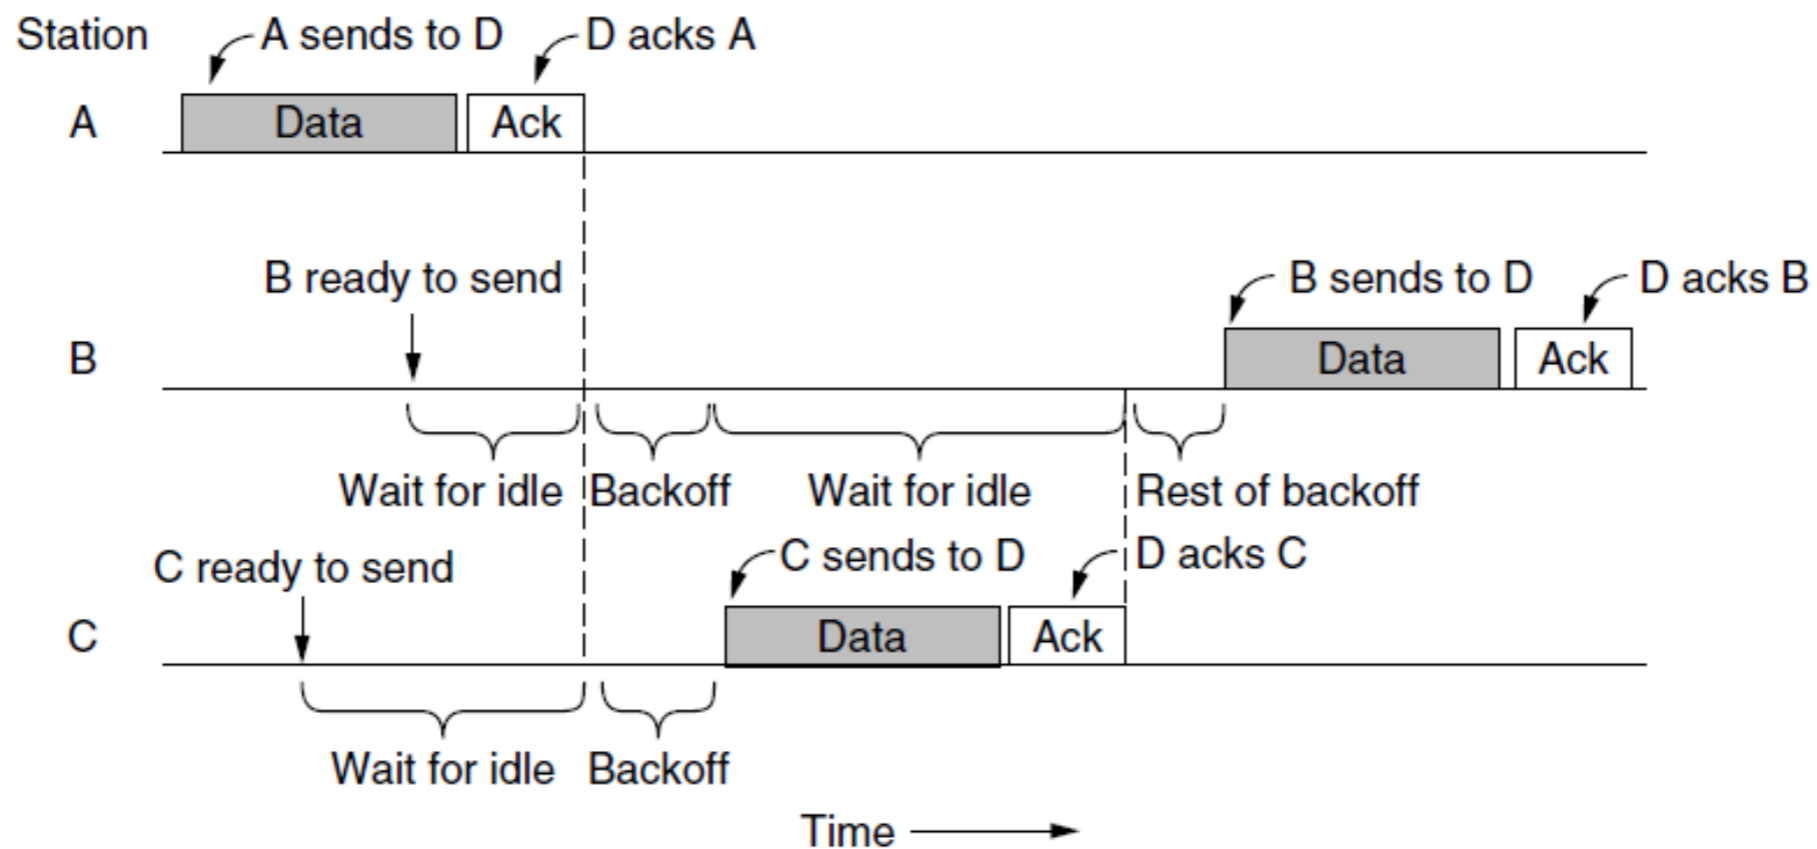 Station
A sends to D
D acks A
A
Data
Ack
B ready to send
B sends to D
D acks B
B
Data
Ack
Wait for idle
Backoff
Wait for idle
Rest of backoff
C ready to send
C sends to D
D acks C
C
Data
Ack
Wait for idle
Backoff
Time